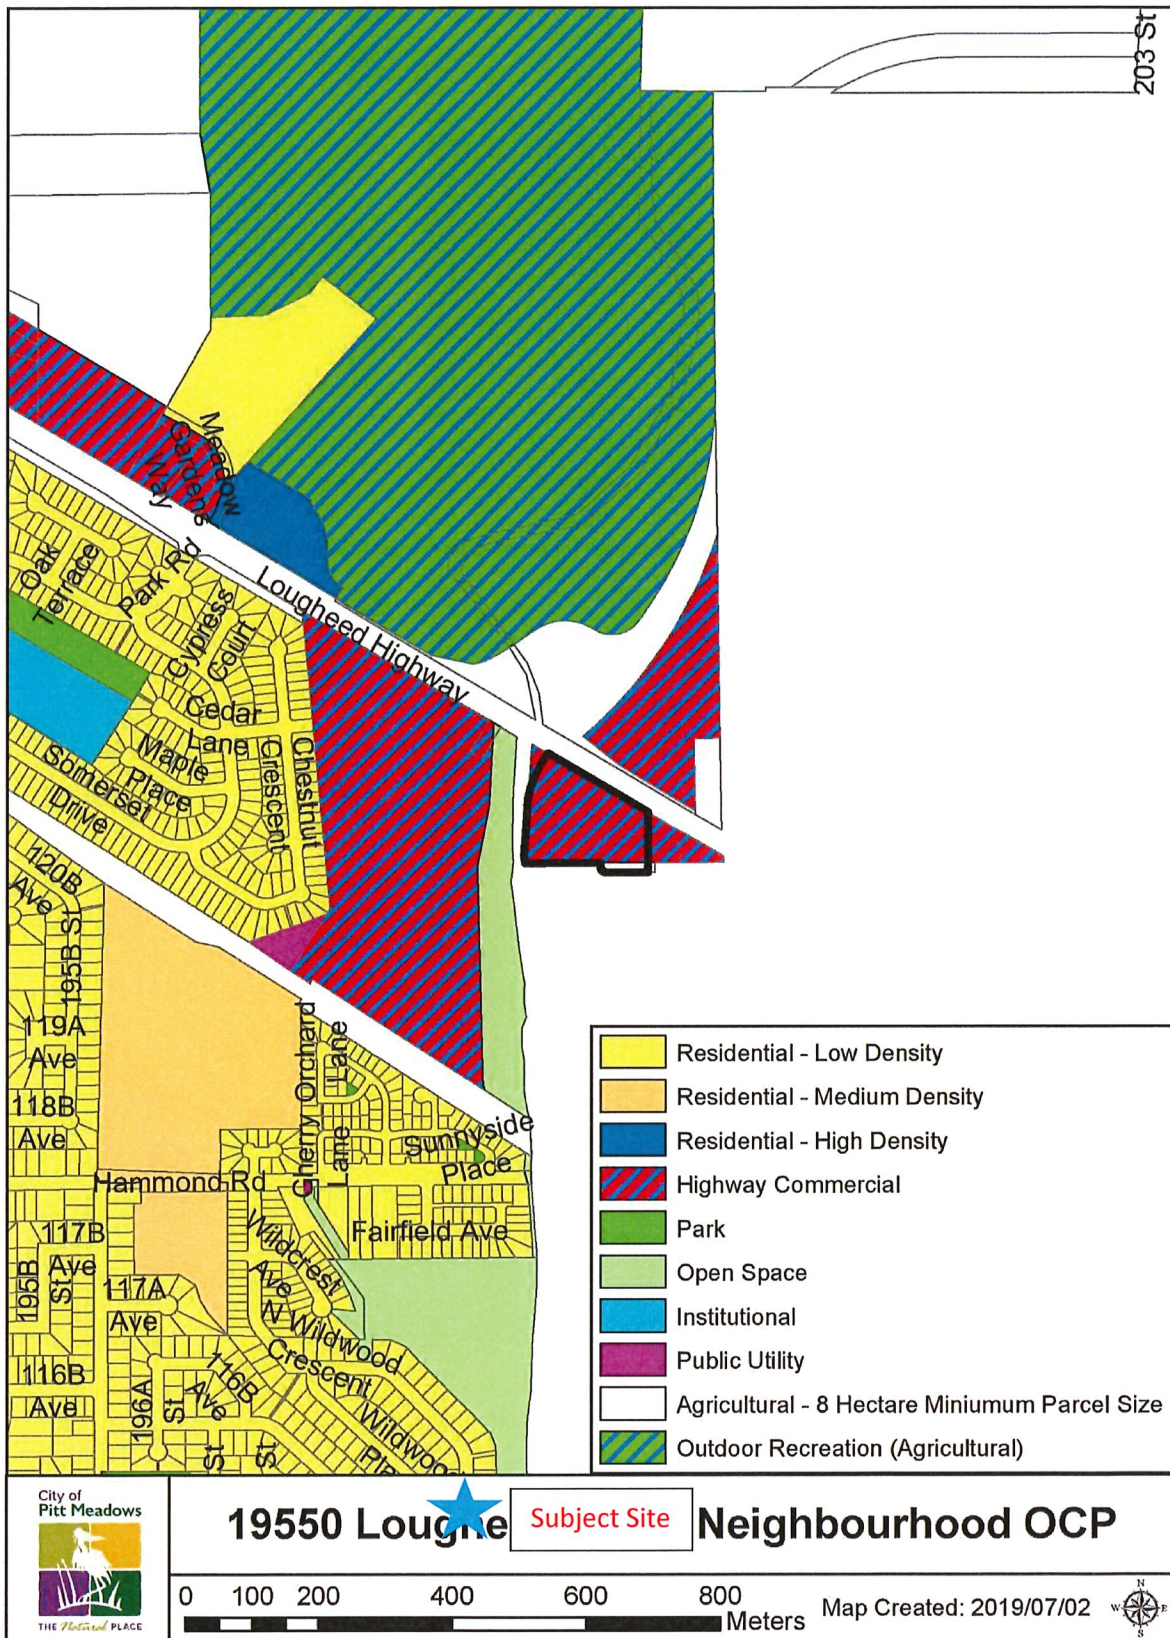 203 St
Meadow
Gardens
Way
Oak
Terrace
Park Rd
Cypress
Court
Lougheed Highway
Cedar
Lane
Maple
Place
Crescent
Chestnut
Somerset
Drive
120B
Ave
195B St
119A
Ave
118B
Ave
Cherry Orchard
Lane
Lane
Sunnyside
Place
Hammond Rd
Fairfield Ave
117B
Ave
195B
St
117A
Ave
Wildcrest
Ave
N Wildwood
Crescent
116B
Ave
116B
Ave
196A
St
St
St
Residential - Low Density
Residential - Medium Density
Residential - High Density
Highway Commercial
Park
Open Space
Institutional
Public Utility
Agricultural - 8 Hectare Miniumum Parcel Size
Outdoor Recreation (Agricultural)
City of
Pitt Meadows
THE Natural PLACE
19550 Lou Subject Site Neighbourhood OCP
0 100 200 400 600 800
Meters
Map Created: 2019/07/02
N
W E
S